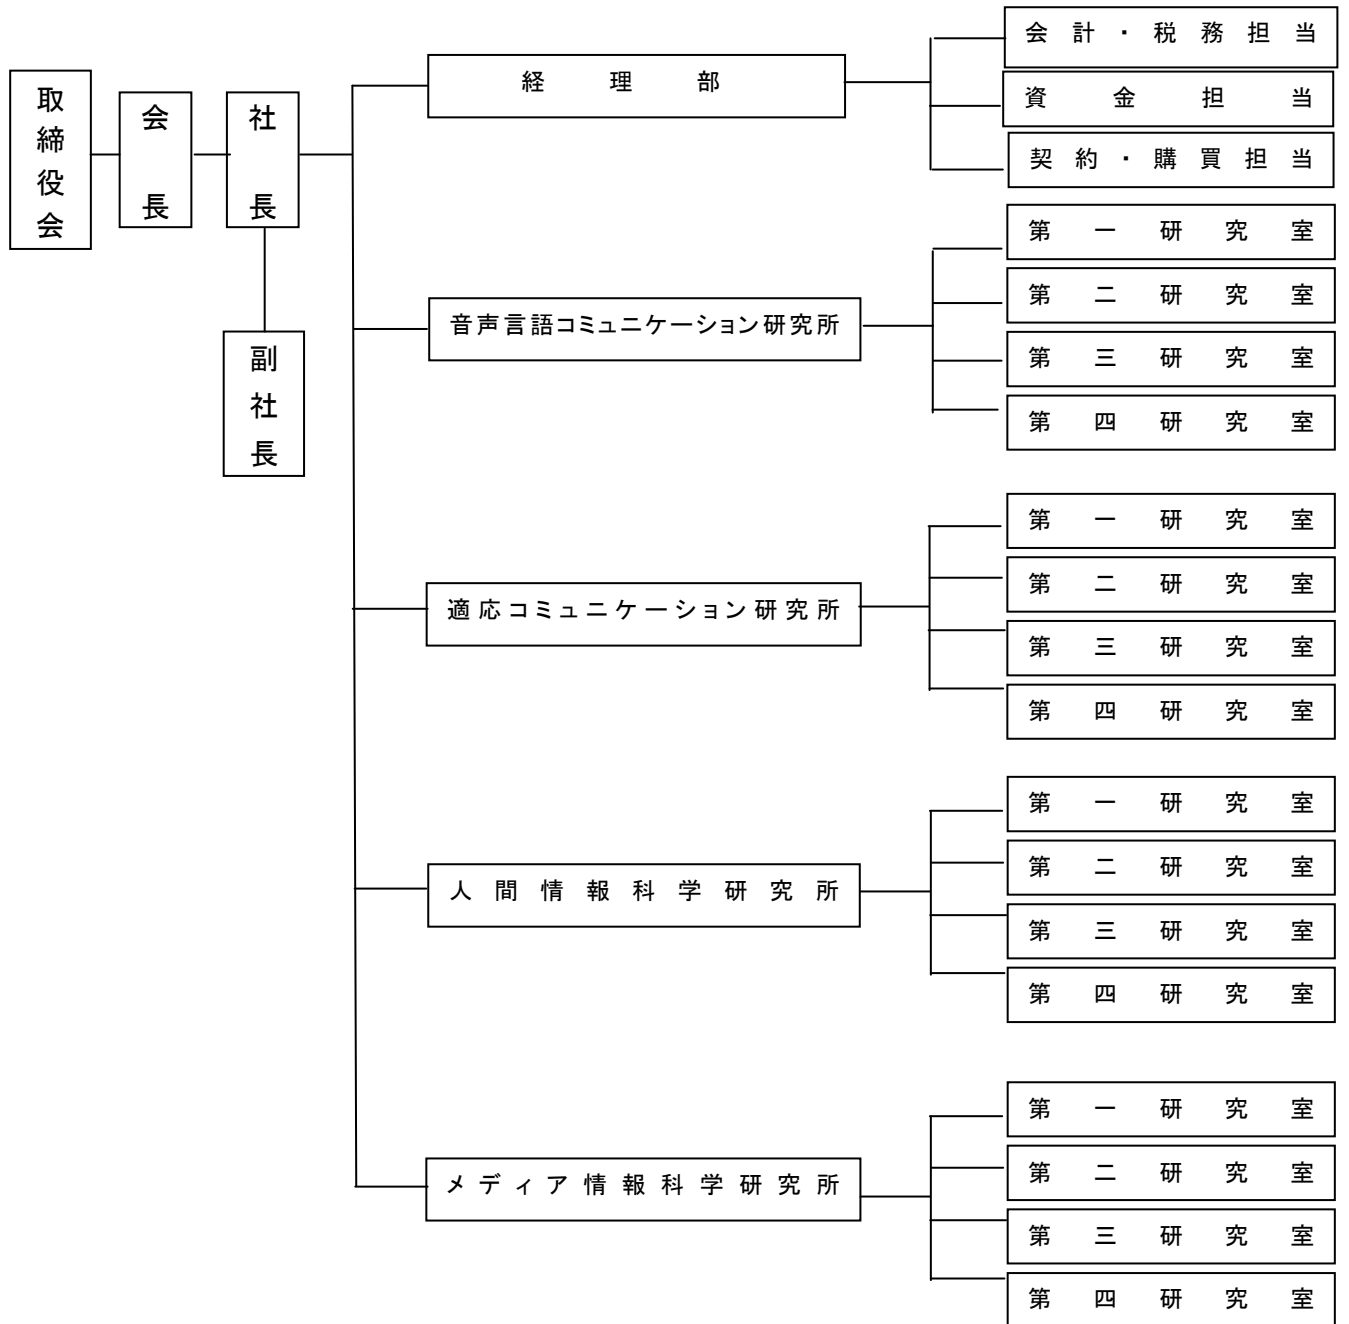 取締役会
会長
社長
副社長
経理部
会計・税務担当
資金担当
契約・購買担当
音声言語コミュニケーション研究所
第一研究室
第二研究室
第三研究室
第四研究室
適応コミュニケーション研究所
第一研究室
第二研究室
第三研究室
第四研究室
人間情報科学研究所
第一研究室
第二研究室
第三研究室
第四研究室
メディア情報科学研究所
第一研究室
第二研究室
第三研究室
第四研究室